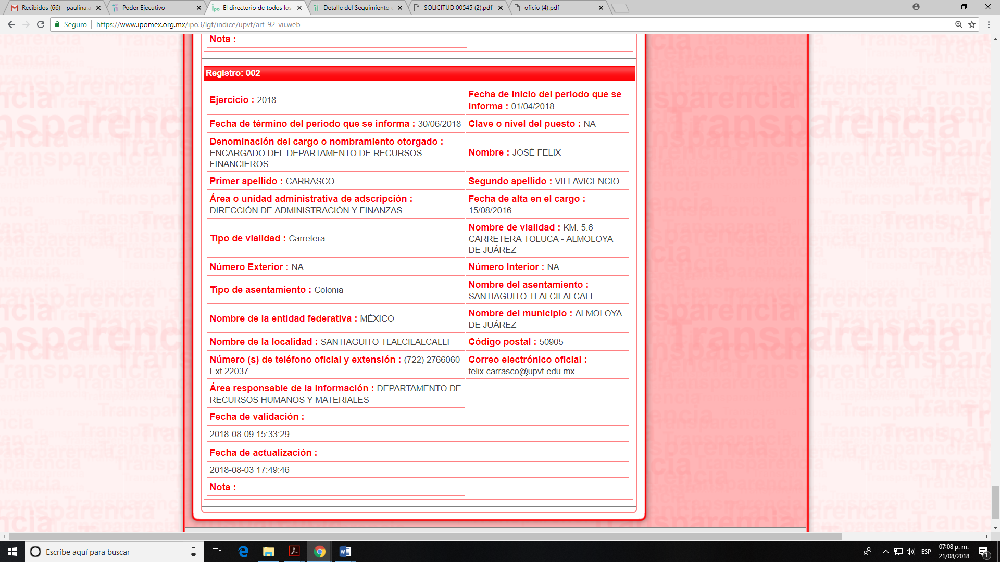 Recibidos (66) - paulina.a
Poder Ejecutivo
ipo El directorio de todos los
Detalle del Seguimiento
SOLICITUD 00545 (2).pdf
oficio (4).pdf
Seguro https://www.ipomex.org.mx/ipo3/lgt/indice/upvt/art_92_vii.web
Nota :
Registro: 002
Ejercicio : 2018
Fecha de inicio del periodo que se
informa : 01/04/2018
Fecha de término del periodo que se informa : 30/06/2018
Clave o nivel del puesto : NA
Denominación del cargo o nombramiento otorgado :
ENCARGADO DEL DEPARTAMENTO DE RECURSOS
FINANCIEROS
Nombre : JOSÉ FELIX
Primer apellido : CARRASCO
Segundo apellido : VILLAVICENCIO
Área o unidad administrativa de adscripción :
DIRECCIÓN DE ADMINISTRACIÓN Y FINANZAS
Fecha de alta en el cargo :
15/08/2016
Tipo de vialidad : Carretera
Nombre de vialidad : KM. 5.6
CARRETERA TOLUCA - ALMOLOYA
DE JUÁREZ
Número Exterior : NA
Número Interior : NA
Tipo de asentamiento : Colonia
Nombre del asentamiento :
SANTIAGUITO TLALCILALCALI
Nombre de la entidad federativa : MÉXICO
Nombre del municipio : ALMOLOYA
DE JUÁREZ
Nombre de la localidad : SANTIAGUITO TLALCILALCALLI
Código postal : 50905
Número (s) de teléfono oficial y extensión : (722) 2766060
Ext.22037
Correo electrónico oficial :
felix.carrasco@upvt.edu.mx
Área responsable de la información : DEPARTAMENTO DE
RECURSOS HUMANOS Y MATERIALES
Fecha de validación :
2018-08-09 15:33:29
Fecha de actualización :
2018-08-03 17:49:46
Nota :
Transparencia
Escribe aquí para buscar
ESP
07:08 p. m.
21/08/2018
1